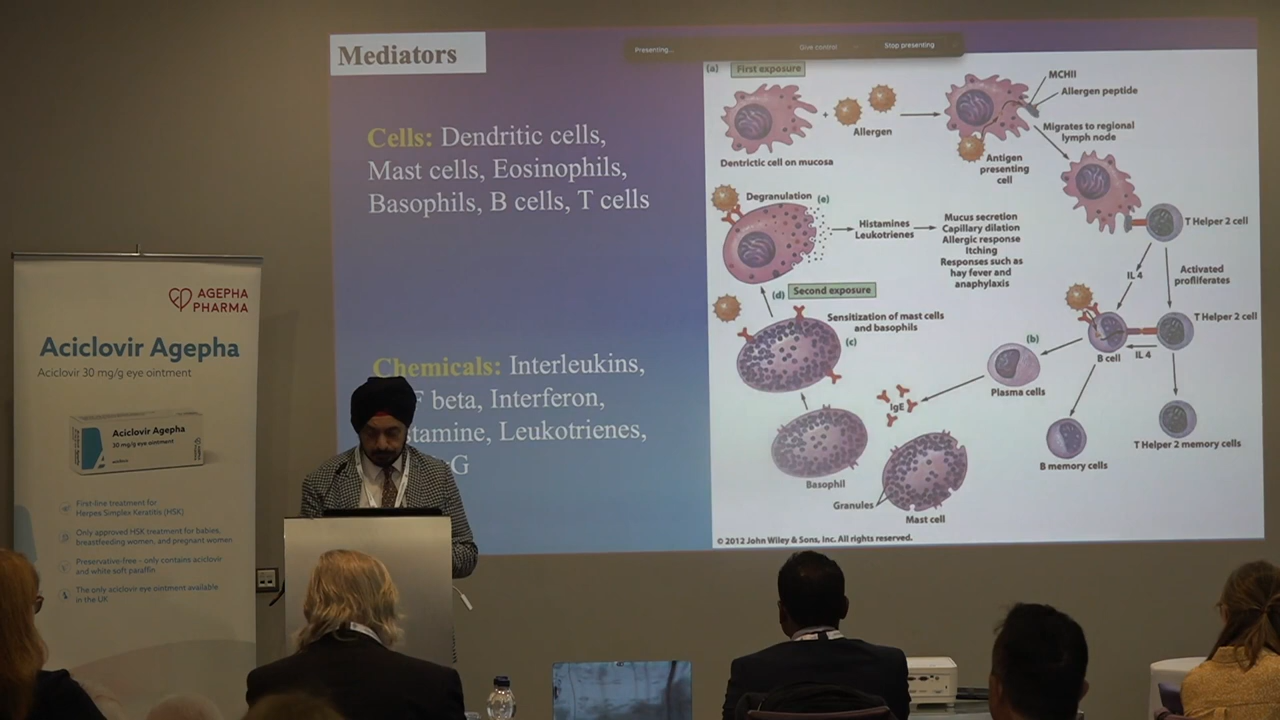 Mediators
Presenting...
Give control
Stop presenting
Cells: Dendritic cells,
Mast cells, Eosinophils,
Basophils, B cells, T cells
Chemicals: Interleukins,
beta, Interferon,
Leukotrienes,
(a) First exposure
MCHII
Allergen peptide
+
Allergen
Dentrictic cell on mucosa
Antigen
presenting
cell
Migrates to regional
lymph node
Degranulation (e)
Histamines
Leukotrienes
Mucus secretion
Capillary dilation
Allergic response
Itching
Responses such as
hay fever and
anaphylaxis
T Helper 2 cell
IL 4
Activated
proflilerates
(d) Second exposure
Sensitization of mast cells
and basophils
(c)
T Helper 2 cell
B cell
IL 4
(b)
Plasma cells
IgE
B memory cells
T Helper 2 memory cells
Basophil
Granules
Mast cell
© 2012 John Wiley & Sons, Inc. All rights reserved.
AGEPHA
PHARMA
Aciclovir Agepha
Aciclovir 30 mg/g eye ointment
Aciclovir Agepha
30 mg/g eye ointment
First-line treatment for
Herpes Simplex Keratitis (HSK)
Only approved HSK treatment for babies,
breastfeeding women, and pregnant women
Preservative-free - only contains aciclovir
and white soft paraffin
The only aciclovir eye ointment available
in the UK